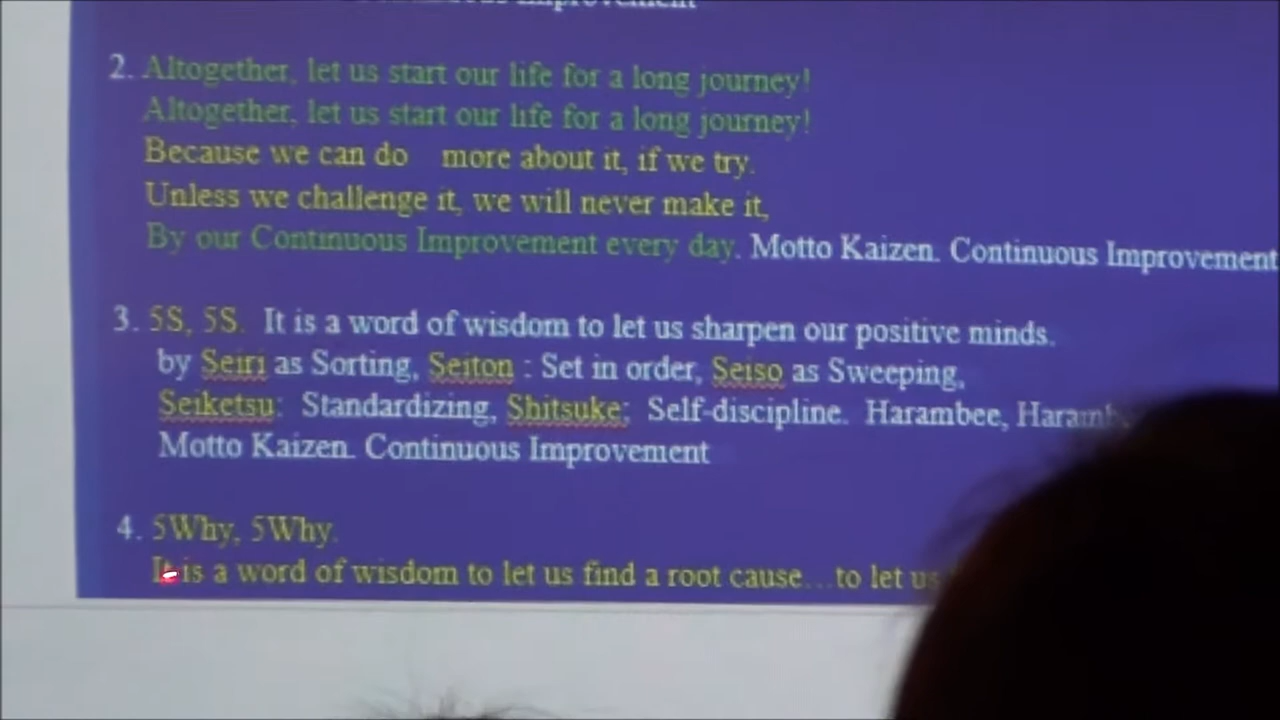 Improvement
2. Altogether, let us start our life for a long journey!
Altogether, let us start our life for a long journey!
Because we can do more about it, if we try.
Unless we challenge it, we will never make it,
By our Continuous Improvement every day. Motto Kaizen. Continuous Improvement
3. 5S, 5S. It is a word of wisdom to let us sharpen our positive minds.
by Seiri as Sorting, Seiton : Set in order, Seiso as Sweeping,
Seiketsu: Standardizing, Shitsuke; Self-discipline. Harambee,
Motto Kaizen. Continuous Improvement
4. 5Why, 5Why.
It is a word of wisdom to let us find a root cause...to let us